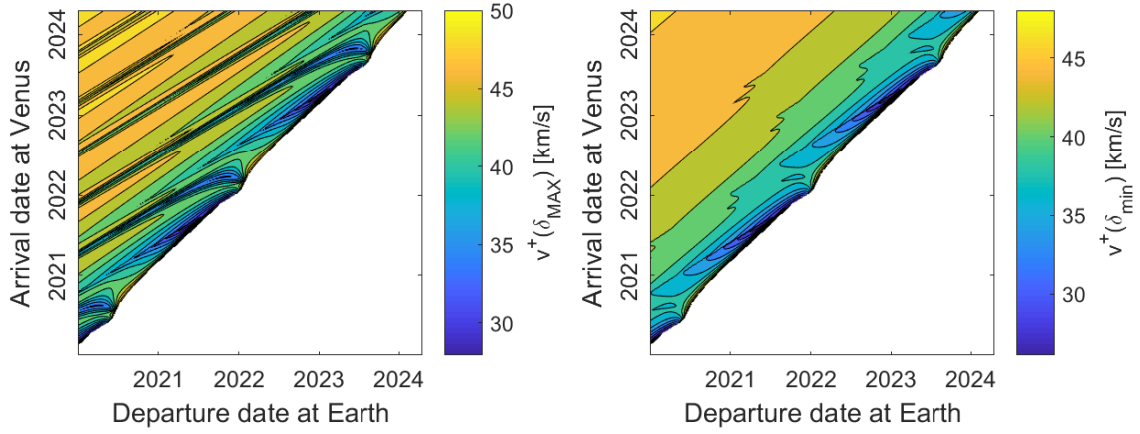 2024
2023
2022
2021
Arrival date at Venus
2021 2022 2023 2024
Departure date at Earth
50
45
40
35
30
v+(δMAX) [km/s]
2024
2023
2022
2021
Arrival date at Venus
2021 2022 2023 2024
Departure date at Earth
45
40
35
30
v+(δmin) [km/s]